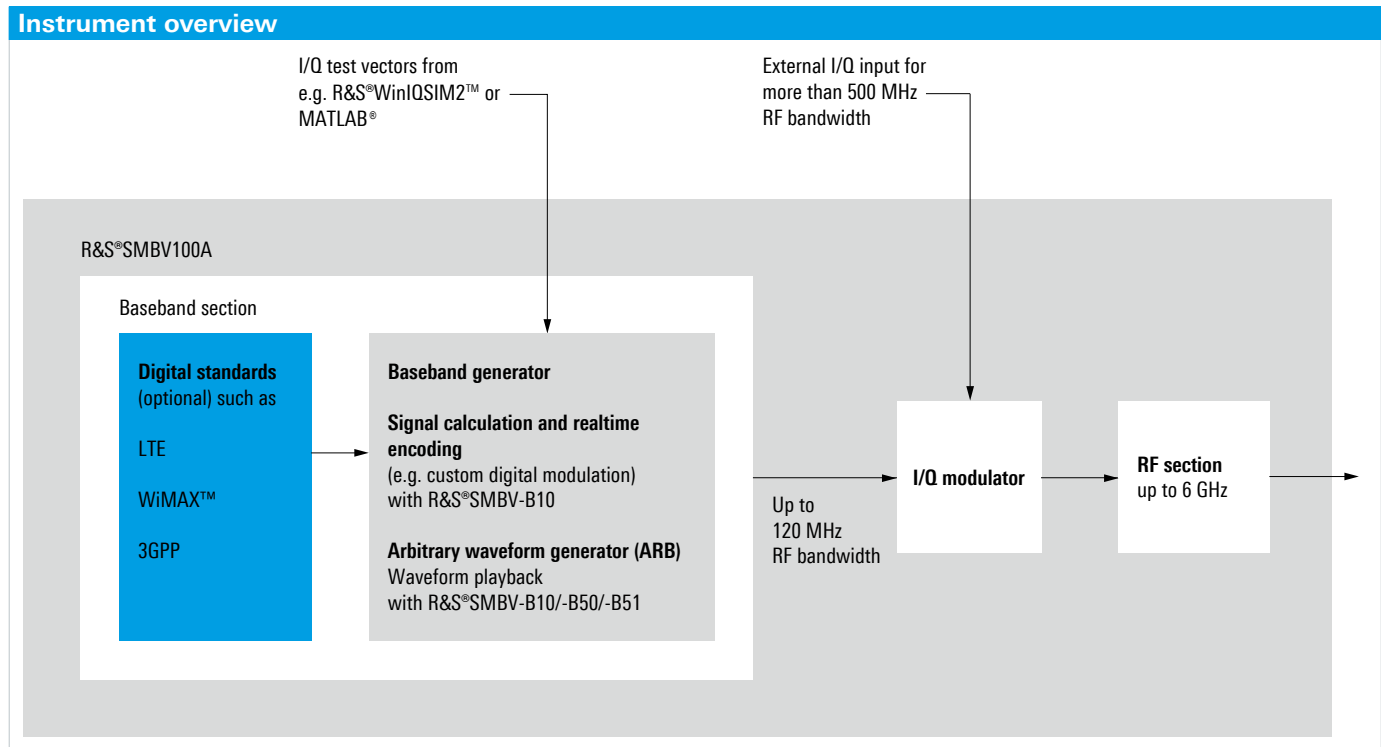 Instrument overview
I/Q test vectors from
e.g. R&S®WinIQSIM2™ or
MATLAB®
External I/Q input for
more than 500 MHz
RF bandwidth
R&S®SMBV100A
Baseband section
Digital standards
(optional) such as
LTE
WiMAX™
3GPP
Baseband generator
Signal calculation and realtime
encoding
(e.g. custom digital modulation)
with R&S®SMBV-B10
Arbitrary waveform generator (ARB)
Waveform playback
with R&S®SMBV-B10/-B50/-B51
Up to
120 MHz
RF bandwidth
I/Q modulator
RF section
up to 6 GHz